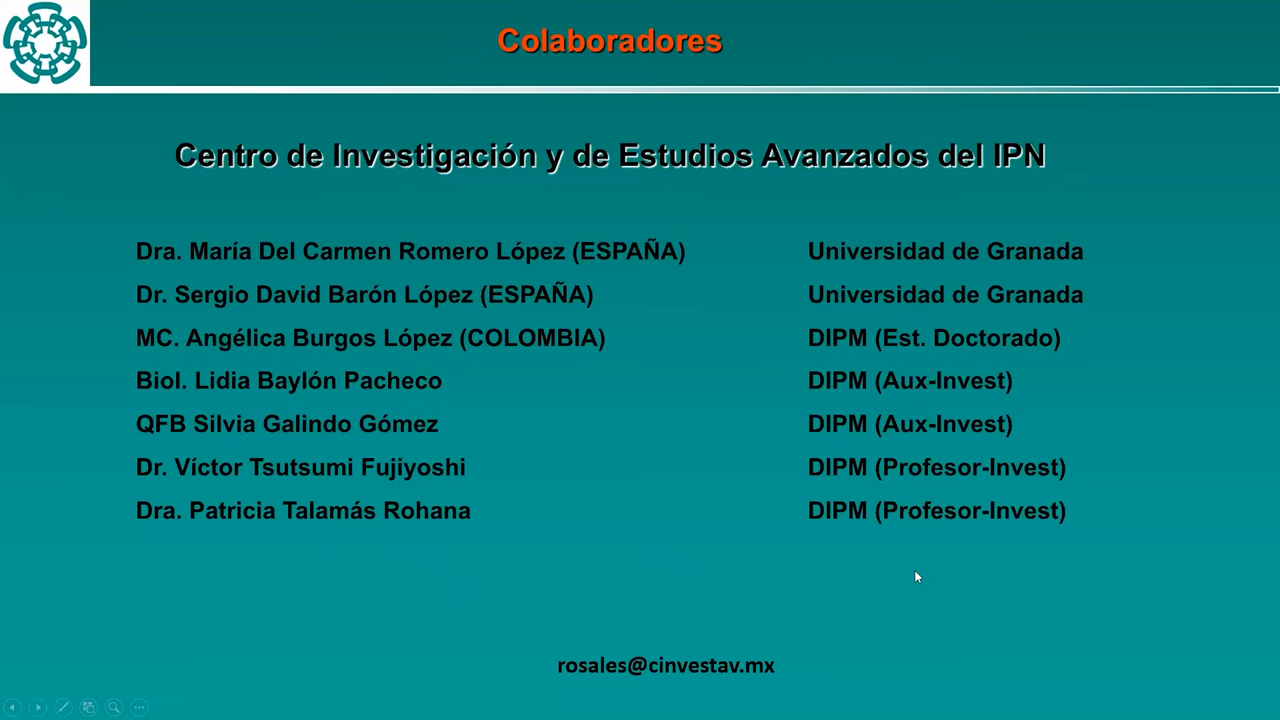 Colaboradores
Centro de Investigación y de Estudios Avanzados del IPN
Dra. María Del Carmen Romero López (ESPAÑA) Universidad de Granada
Dr. Sergio David Barón López (ESPAÑA) Universidad de Granada
MC. Angélica Burgos López (COLOMBIA) DIPM (Est. Doctorado)
Biol. Lidia Baylón Pacheco DIPM (Aux-Invest)
QFB Silvia Galindo Gómez DIPM (Aux-Invest)
Dr. Víctor Tsutsumi Fujiyoshi DIPM (Profesor-Invest)
Dra. Patricia Talamás Rohana DIPM (Profesor-Invest)
rosales@cinvestav.mx